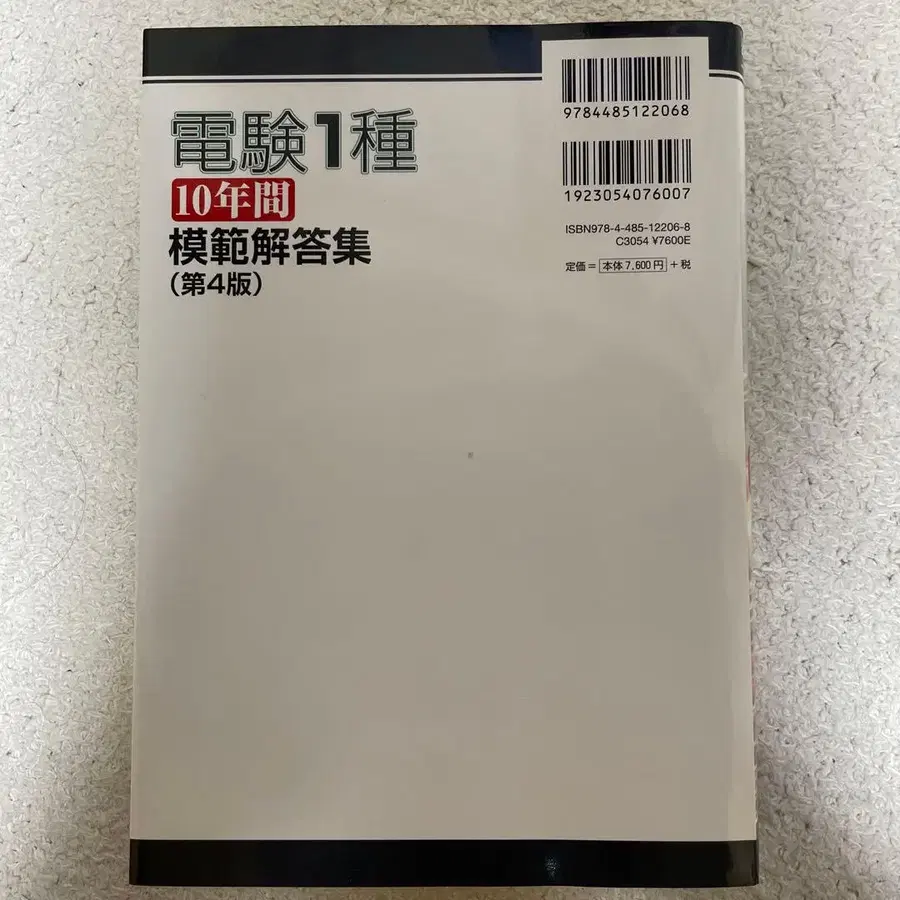 電験1種
10年間
模範解答集
(第4版)
9784485122068
1923054076007
ISBN978-4-485-12206-8
C3054 ¥7600E
定価=本体7,600円+税